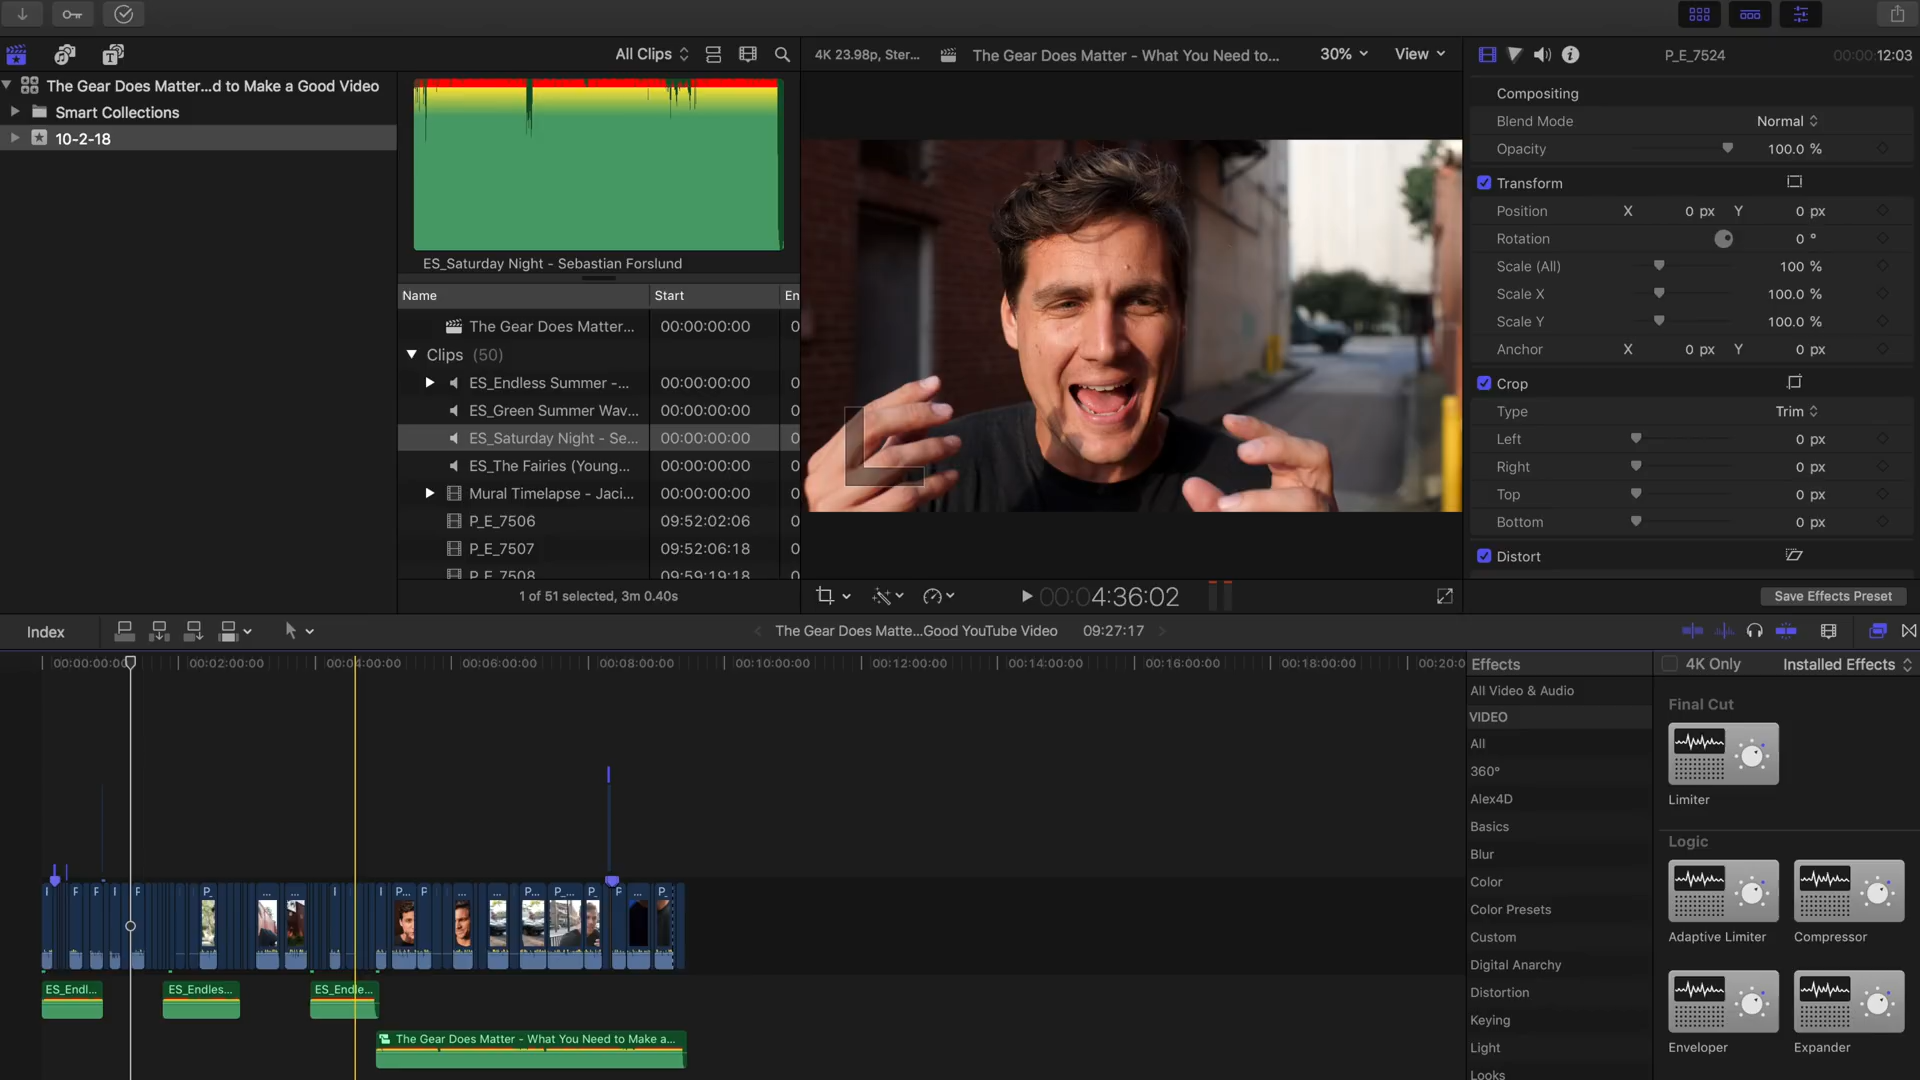 All Clips
4K 23.98p, Ster...
The Gear Does Matter - What You Need to...
30%
View
P_E_7524
00:00:12:03
The Gear Does Matter...d to Make a Good Video
Smart Collections
10-2-18
ES_Saturday Night - Sebastian Forslund
Name
Start
En
The Gear Does Matter...
00:00:00:00
0
Clips (50)
ES_Endless Summer -...
00:00:00:00
0
ES_Green Summer Wav...
00:00:00:00
0
ES_Saturday Night - Se...
00:00:00:00
0
ES_The Fairies (Young...
00:00:00:00
0
Mural Timelapse - Jaci...
00:00:00:00
0
P_E_7506
09:52:02:06
0
P_E_7507
09:52:06:18
0
P_E_7508
09:59:19:18
0
1 of 51 selected, 3m 0.40s
00:04:36:02
Compositing
Blend Mode
Normal
Opacity
100.0 %
Transform
Position
X
0 px
Y
0 px
Rotation
0 °
Scale (All)
100 %
Scale X
100.0 %
Scale Y
100.0 %
Anchor
X
0 px
Y
0 px
Crop
Type
Trim
Left
0 px
Right
0 px
Top
0 px
Bottom
0 px
Distort
Save Effects Preset
Index
The Gear Does Matte...Good YouTube Video
09:27:17
00:00:00:00
00:02:00:00
00:04:00:00
00:06:00:00
00:08:00:00
00:10:00:00
00:12:00:00
00:14:00:00
00:16:00:00
00:18:00:00
00:20:0
I
F
F
I
F
P_
...
...
I
I
P...
F
...
...
P...
P_...
P_
P
...
P_
ES_Endl...
ES_Endles...
ES_Endle...
The Gear Does Matter - What You Need to Make a...
Effects
4K Only
Installed Effects
All Video & Audio
VIDEO
All
360°
Alex4D
Basics
Blur
Color
Color Presets
Custom
Digital Anarchy
Distortion
Keying
Light
Looks
Final Cut
Limiter
Logic
Adaptive Limiter
Compressor
Enveloper
Expander